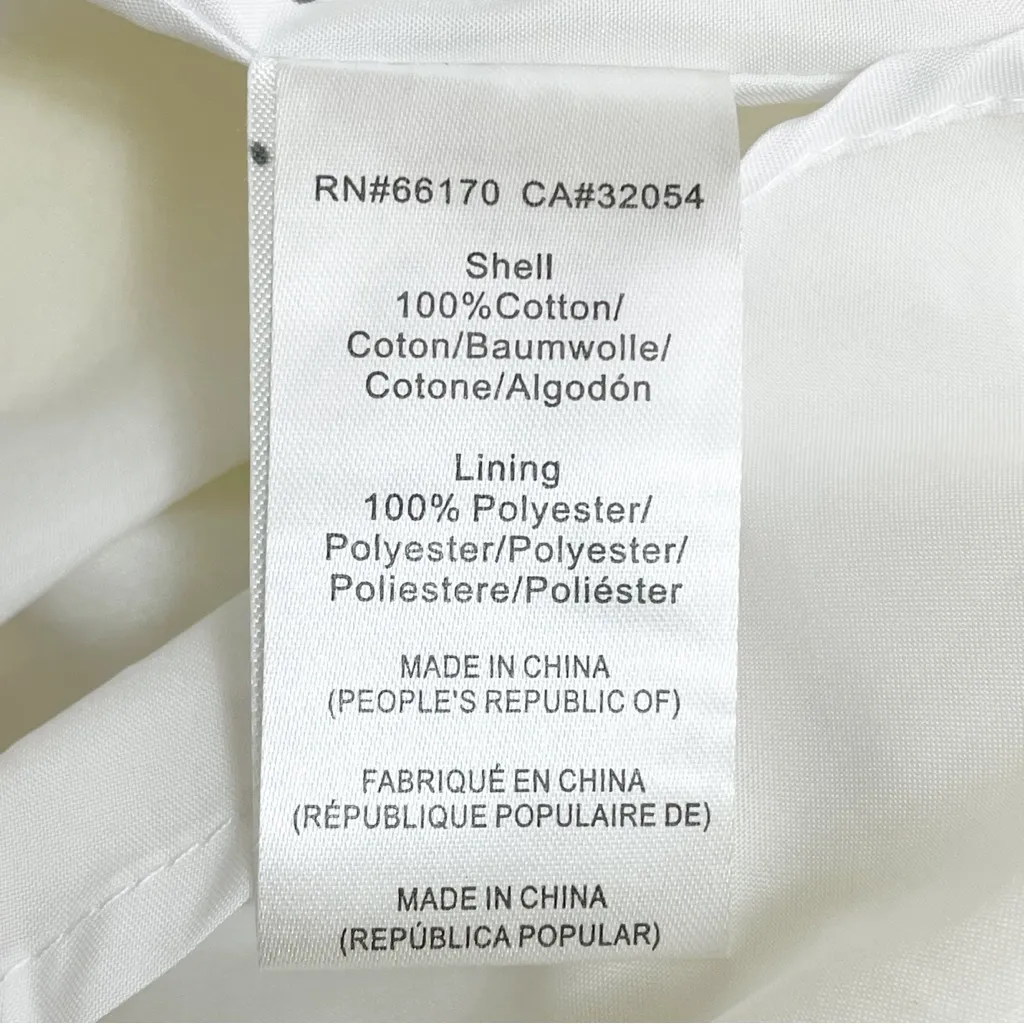 RN#66170 CA#32054
Shell
100%Cotton/
Coton/Baumwolle/
Cotone/Algodón
Lining
100% Polyester/
Polyester/Polyester/
Poliestere/Poliéster
MADE IN CHINA
(PEOPLE'S REPUBLIC OF)
FABRIQUÉ EN CHINA
(RÉPUBLIQUE POPULAIRE DE)
MADE IN CHINA
(REPÚBLICA POPULAR)